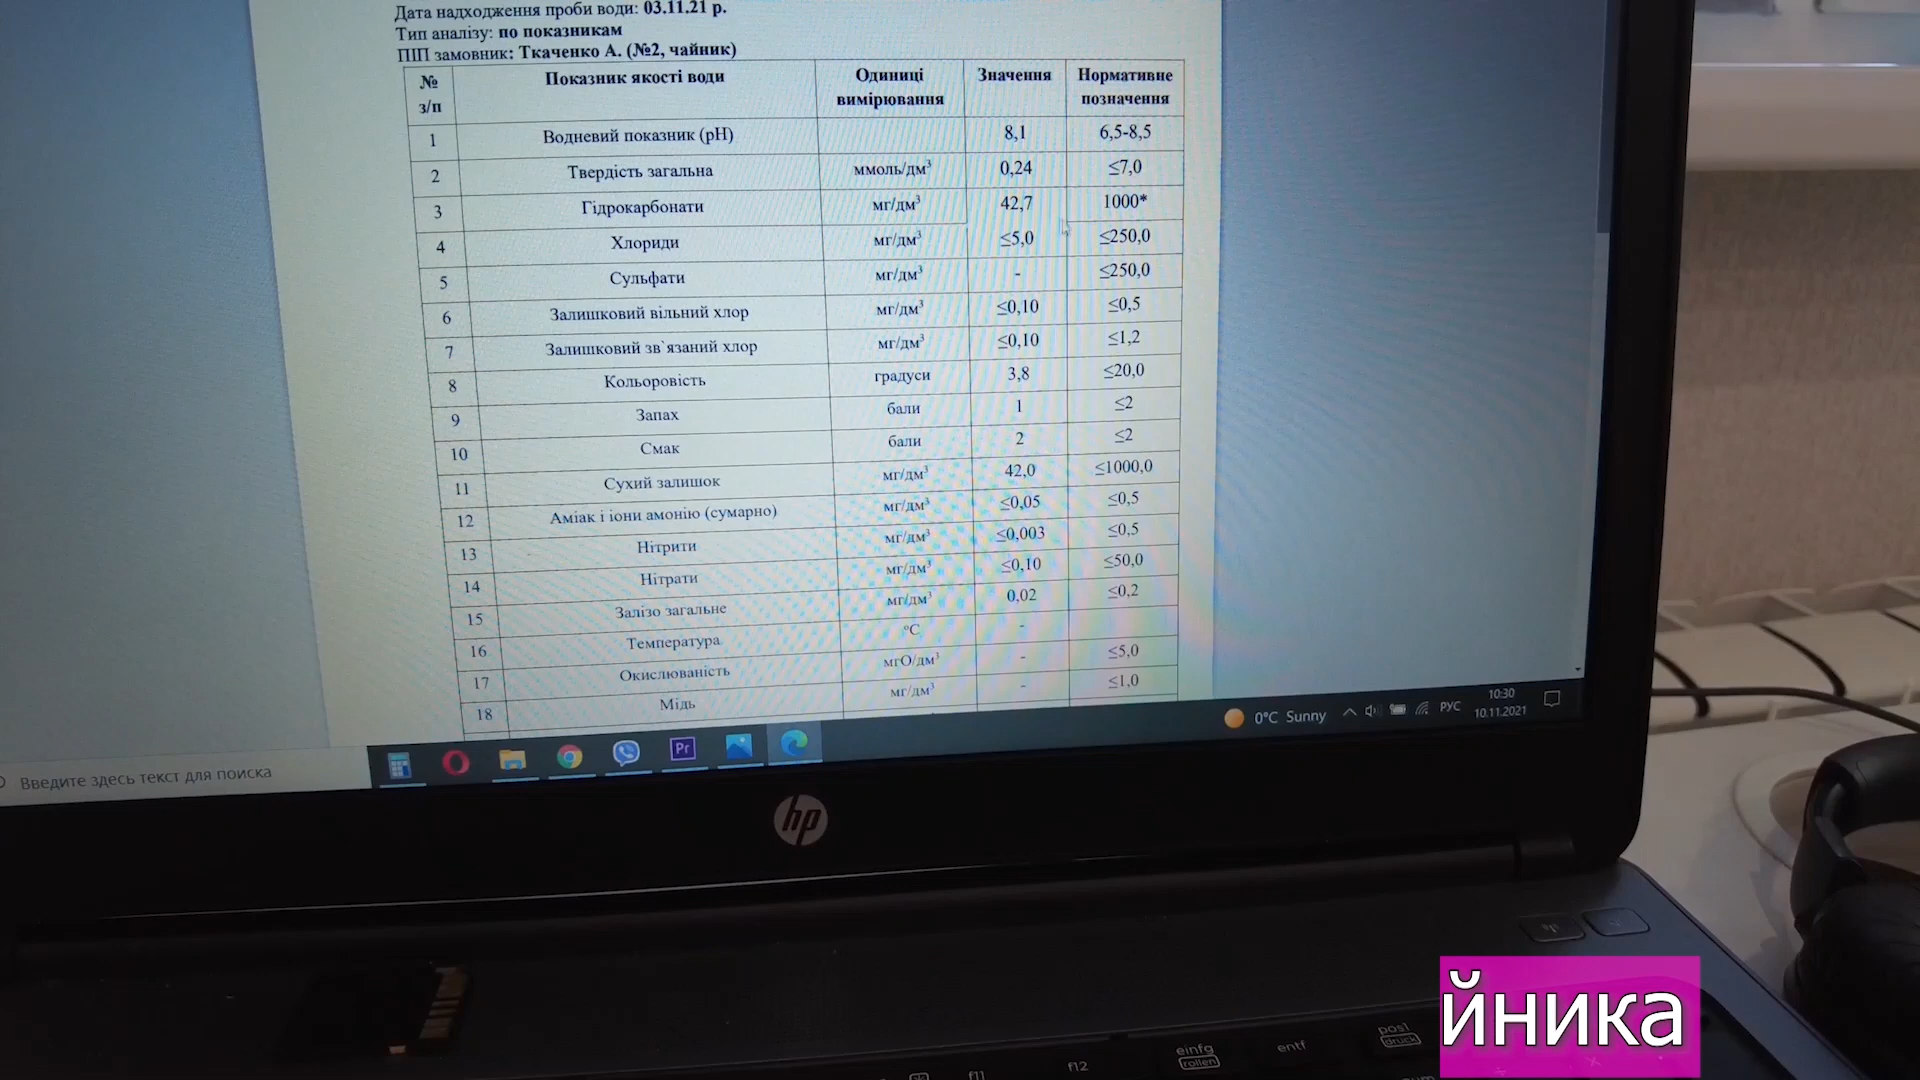 Дата надходження проби води: 03.11.21 р.
Тип аналізу: по показникам
ПІП замовник: Ткаченко А. (№2, чайник)
№ з/п Показник якості води Одиниці вимірювання Значення Нормативне позначення
1 Водневий показник (рН) 8,1 6,5-8,5
2 Твердість загальна ммоль/дм³ 0,24 ≤7,0
3 Гідрокарбонати мг/дм³ 42,7 1000*
4 Хлориди мг/дм³ ≤5,0 ≤250,0
5 Сульфати мг/дм³ - ≤250,0
6 Залишковий вільний хлор мг/дм³ ≤0,10 ≤0,5
7 Залишковий зв`язаний хлор мг/дм³ ≤0,10 ≤1,2
8 Кольоровість градуси 3,8 ≤20,0
9 Запах бали 1 ≤2
10 Смак бали 2 ≤2
11 Сухий залишок мг/дм³ 42,0 ≤1000,0
12 Аміак і іони амонію (сумарно) мг/дм³ ≤0,05 ≤0,5
13 Нітрити мг/дм³ ≤0,003 ≤0,5
14 Нітрати мг/дм³ ≤0,10 ≤50,0
15 Залізо загальне мг/дм³ 0,02 ≤0,2
16 Температура °С -
17 Окислюваність мгО/дм³ - ≤5,0
18 Мідь мг/дм³ - ≤1,0
Введите здесь текст для поиска
Pr
0°C Sunny
РУС
10:30
10.11.2021
hp
йника
f11
f12
einfg
rollen
entf
post
druck